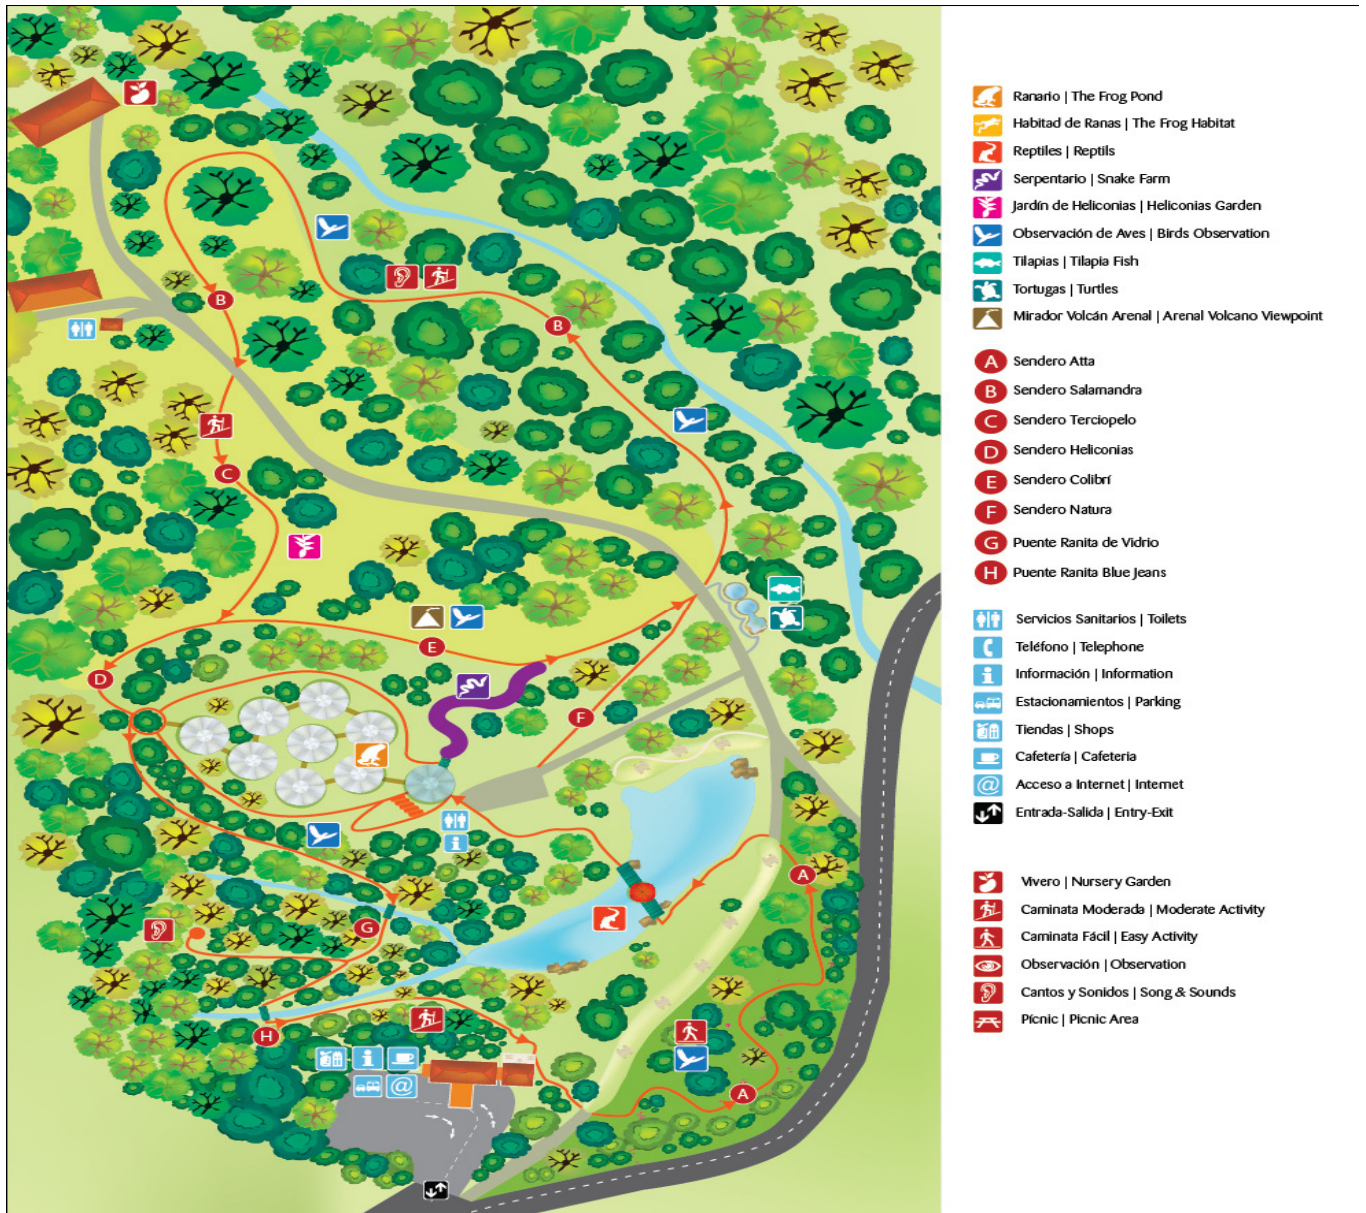 B
B
C
E
D
F
A
G
H
A
i
i
@
Ranario | The Frog Pond
Habitad de Ranas | The Frog Habitat
Reptiles | Reptils
Serpentario | Snake Farm
Jardín de Heliconias | Heliconias Garden
Observación de Aves | Birds Observation
Tilapias | Tilapia Fish
Tortugas | Turtles
Mirador Volcán Arenal | Arenal Volcano Viewpoint
A Sendero Atta
B Sendero Salamandra
C Sendero Terciopelo
D Sendero Heliconias
E Sendero Colibrí
F Sendero Natura
G Puente Ranita de Vidrio
H Puente Ranita Blue Jeans
Servicios Sanitarios | Toilets
Teléfono | Telephone
i Información | Information
Estacionamientos | Parking
Tiendas | Shops
Cafetería | Cafeteria
@ Acceso a Internet | Internet
Entrada-Salida | Entry-Exit
Vivero | Nursery Garden
Caminata Moderada | Moderate Activity
Caminata Fácil | Easy Activity
Observación | Observation
Cantos y Sonidos | Song & Sounds
Pícnic | Picnic Area